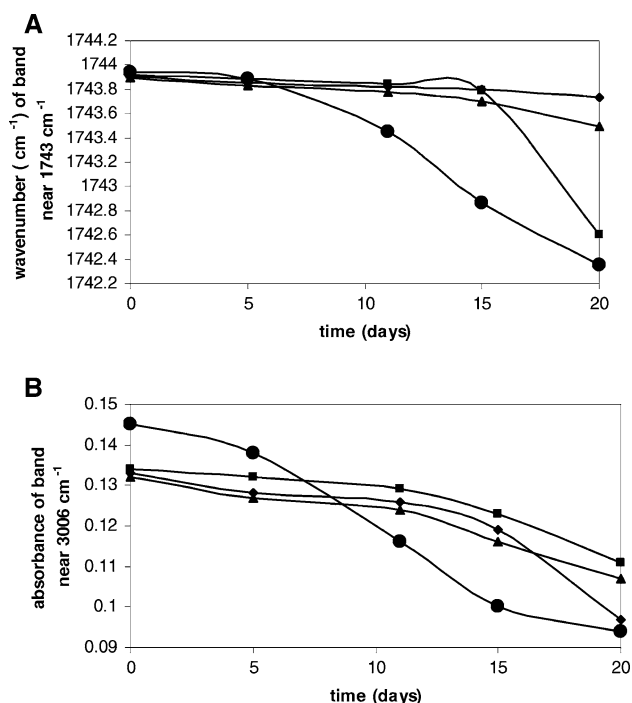 A
1744.2
1744
1743.8
1743.6
1743.4
1743.2
1743
1742.8
1742.6
1742.4
1742.2
wavenumber ( cm -1) of band
near 1743 cm-1
0 5 10 15 20
time (days)
B
0.15
0.14
0.13
0.12
0.11
0.1
0.09
absorbance of band
near 3006 cm-1
0 5 10 15 20
time (days)